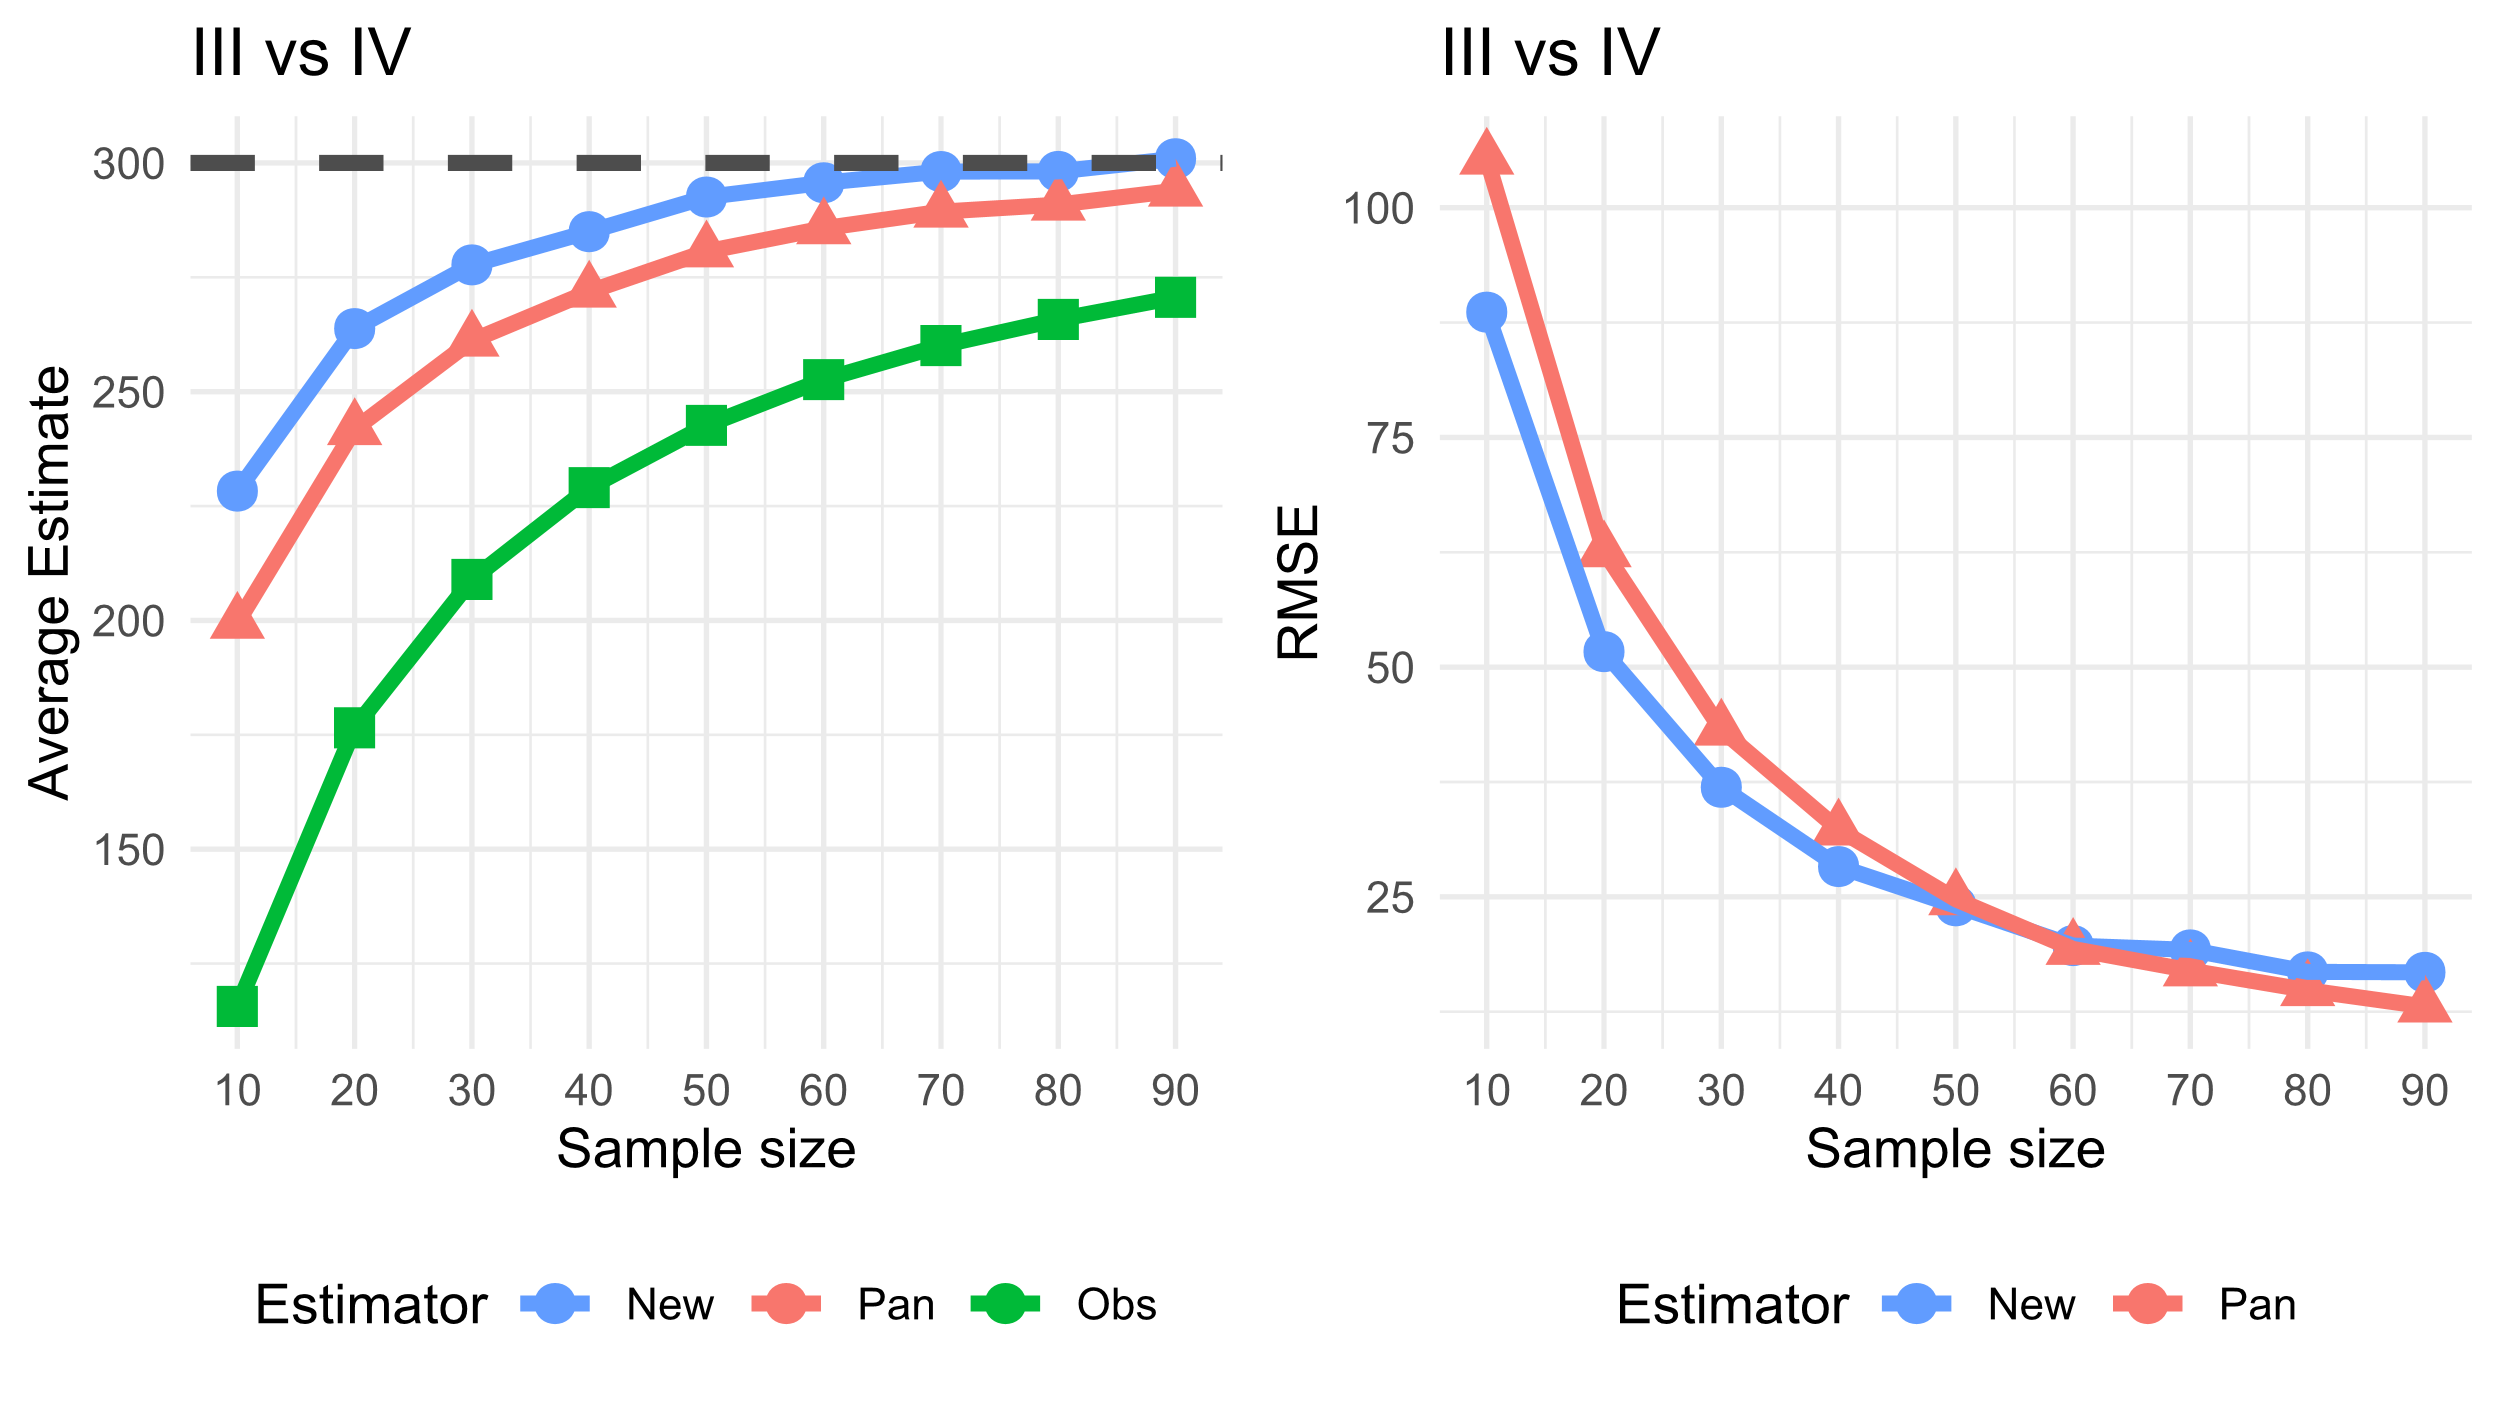 III vs IV
Average Estimate
300
250
200
150
10 20 30 40 50 60 70 80 90
Sample size
Estimator New Pan Obs
III vs IV
RMSE
100
75
50
25
10 20 30 40 50 60 70 80 90
Sample size
Estimator New Pan